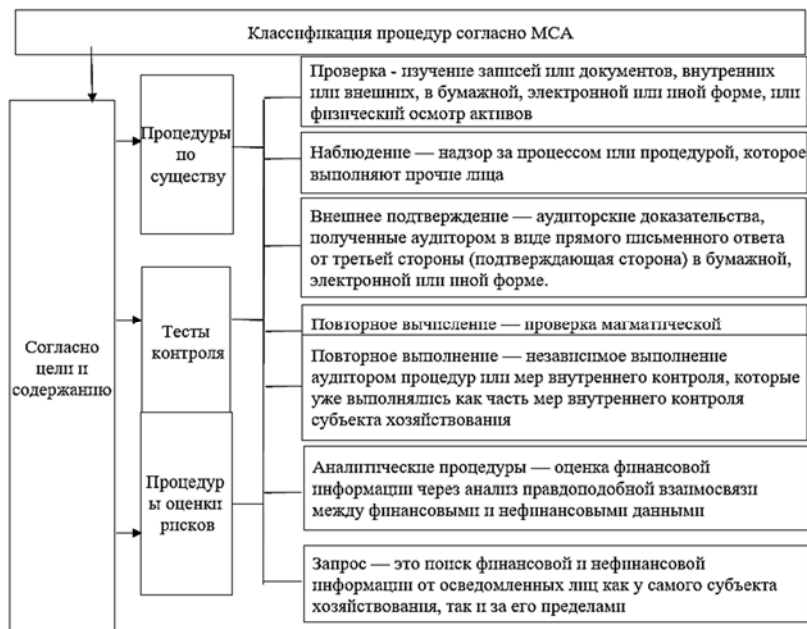 Классификация процедур согласно МСА
Согласно
цели и
содержанию
Процедуры
по
существу
Тесты
контроля
Процедур
ы оценки
рисков
Проверка - изучение записей или документов, внутренних
или внешних, в бумажной, электронной или иной форме, или
физический осмотр активов
Наблюдение — надзор за процессом или процедурой, которое
выполняют прочие лица
Внешнее подтверждение — аудиторские доказательства,
полученные аудитором в виде прямого письменного ответа
от третьей стороны (подтверждающая сторона) в бумажной,
электронной или иной форме.
Повторное вычисление — проверка магматической
Повторное выполнение — независимое выполнение
аудитором процедур или мер внутреннего контроля, которые
уже выполнялись как часть мер внутреннего контроля
субъекта хозяйствования
Аналитические процедуры — оценка финансовой
информации через анализ правдоподобной взаимосвязи
между финансовыми и нефинансовыми данными
Запрос — это поиск финансовой и нефинансовой
информации от осведомленных лиц как у самого субъекта
хозяйствования, так и за его пределами